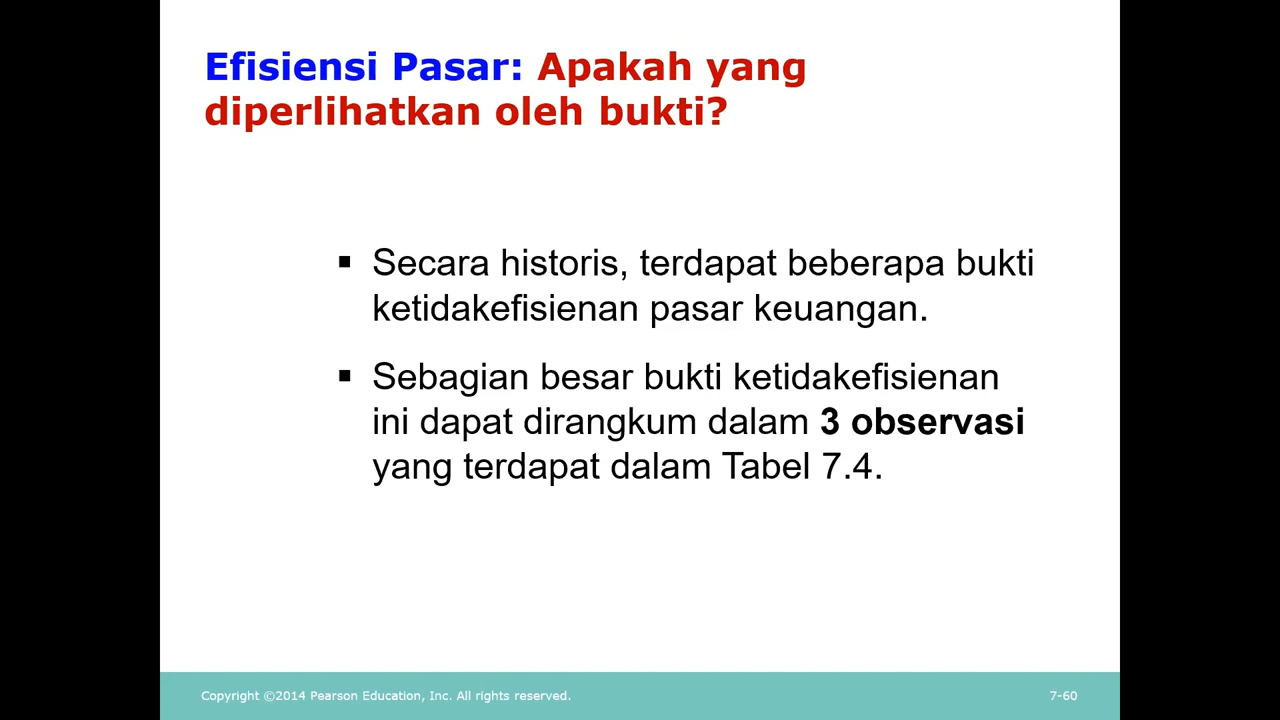 Efisiensi Pasar: Apakah yang
diperlihatkan oleh bukti?
▪ Secara historis, terdapat beberapa bukti
ketidakefisienan pasar keuangan.
▪ Sebagian besar bukti ketidakefisienan
ini dapat dirangkum dalam 3 observasi
yang terdapat dalam Tabel 7.4.
Copyright ©2014 Pearson Education, Inc. All rights reserved.
7-60